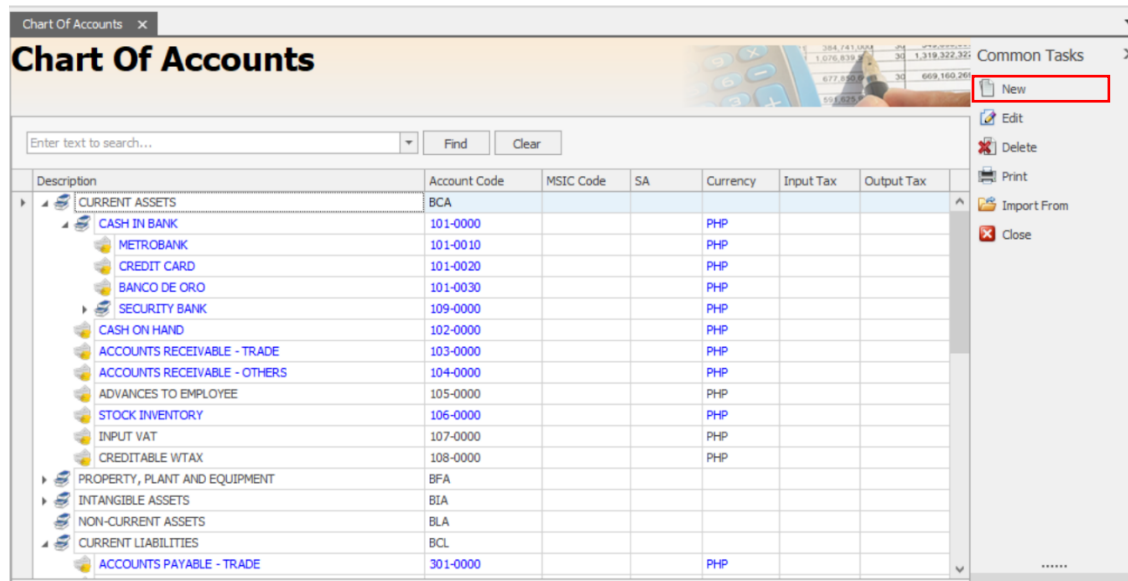 Chart Of Accounts
Chart Of Accounts
Common Tasks
New
Edit
Delete
Print
Import From
Close
Enter text to search...
Find
Clear
Description Account Code MSIC Code SA Currency Input Tax Output Tax
CURRENT ASSETS BCA
CASH IN BANK 101-0000 PHP
METROBANK 101-0010 PHP
CREDIT CARD 101-0020 PHP
BANCO DE ORO 101-0030 PHP
SECURITY BANK 109-0000 PHP
CASH ON HAND 102-0000 PHP
ACCOUNTS RECEIVABLE - TRADE 103-0000 PHP
ACCOUNTS RECEIVABLE - OTHERS 104-0000 PHP
ADVANCES TO EMPLOYEE 105-0000 PHP
STOCK INVENTORY 106-0000 PHP
INPUT VAT 107-0000 PHP
CREDITABLE WTAX 108-0000 PHP
PROPERTY, PLANT AND EQUIPMENT BFA
INTANGIBLE ASSETS BIA
NON-CURRENT ASSETS BLA
CURRENT LIABILITIES BCL
ACCOUNTS PAYABLE - TRADE 301-0000 PHP